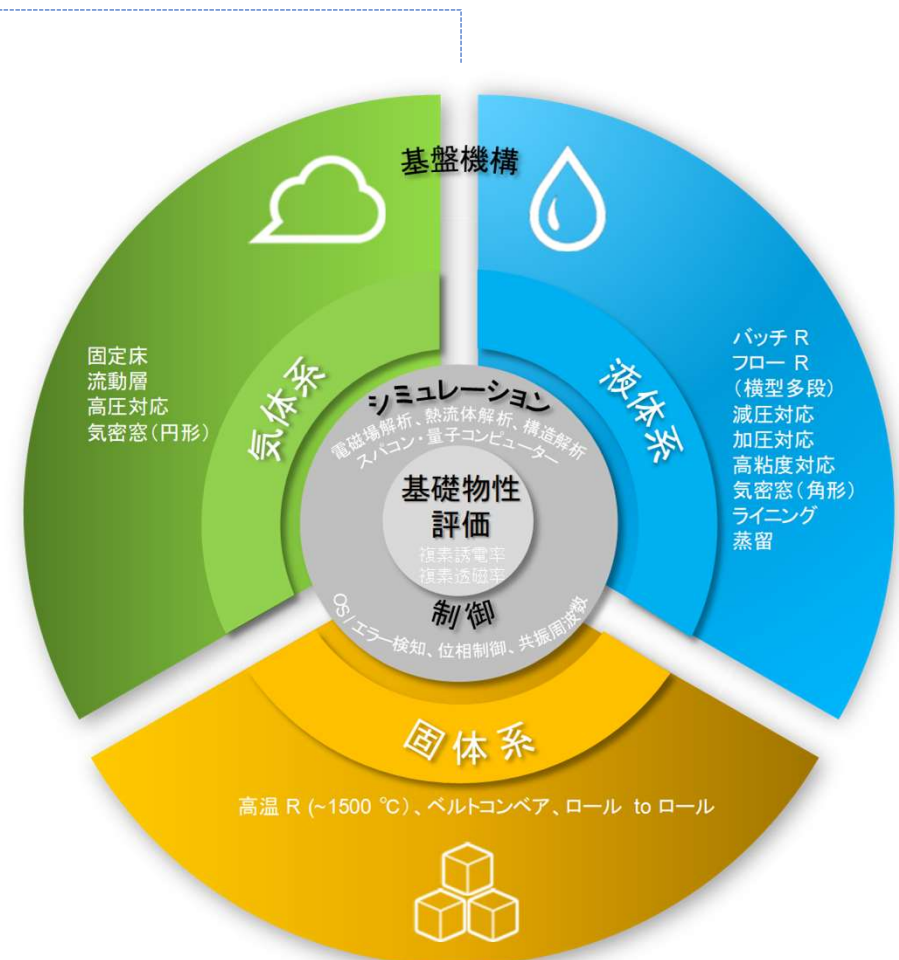 基盤機構
固定床
流動層
高圧対応
気密窓（円形）
気体系
バッチ R
フロー R
（横型多段）
減圧対応
加圧対応
高粘度対応
気密窓（角形）
ライニング
蒸留
液体系
シミュレーション
電磁場解析、熱流体解析、構造解析
スパコン・量子コンピューター
基礎物性
評価
複素誘電率
複素透磁率
制御
OS/エラー検知、位相制御、共振周波数
固体系
高温 R (~1500 ℃)、ベルトコンベア、ロール to ロール